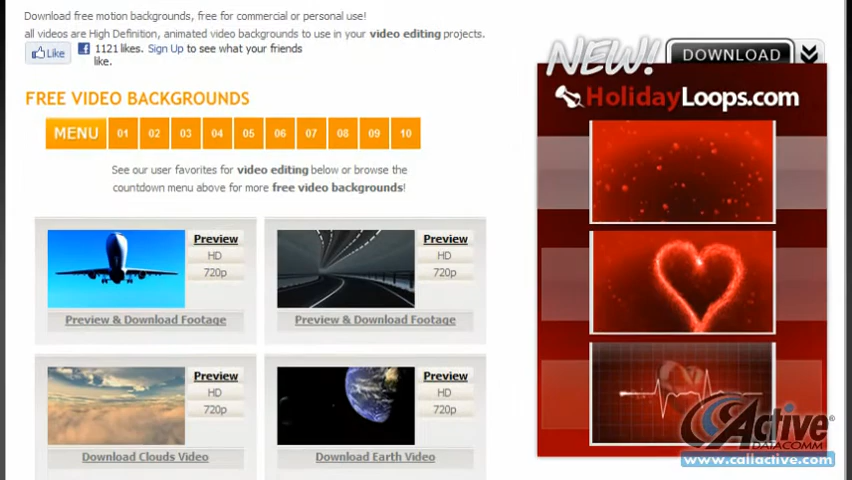 Download free motion backgrounds, free for commercial or personal use!
all videos are High Definition, animated video backgrounds to use in your video editing projects.
Like
1121 likes. Sign Up to see what your friends
like.
NEW!
DOWNLOAD
HolidayLoops.com
FREE VIDEO BACKGROUNDS
MENU 01 02 03 04 05 06 07 08 09 10
See our user favorites for video editing below or browse the
countdown menu above for more free video backgrounds!
Preview
HD
720p
Preview & Download Footage
Preview
HD
720p
Preview & Download Footage
Preview
HD
720p
Download Clouds Video
Preview
HD
720p
Download Earth Video
Active®
DATACOMM
www.callactive.com